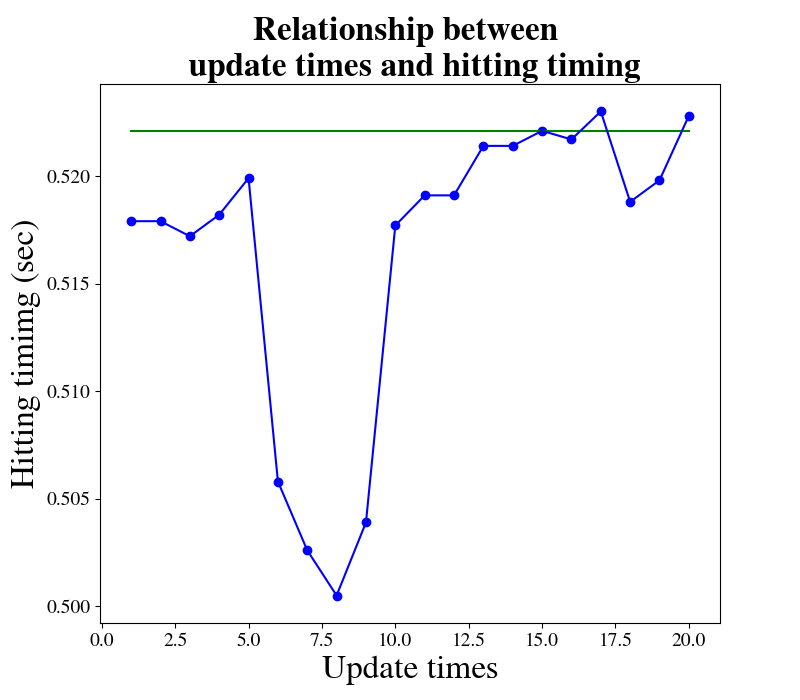 Relationship between
update times and hitting timing
Hitting timimg (sec)
0.520
0.515
0.510
0.505
0.500
0.0 2.5 5.0 7.5 10.0 12.5 15.0 17.5 20.0
Update times